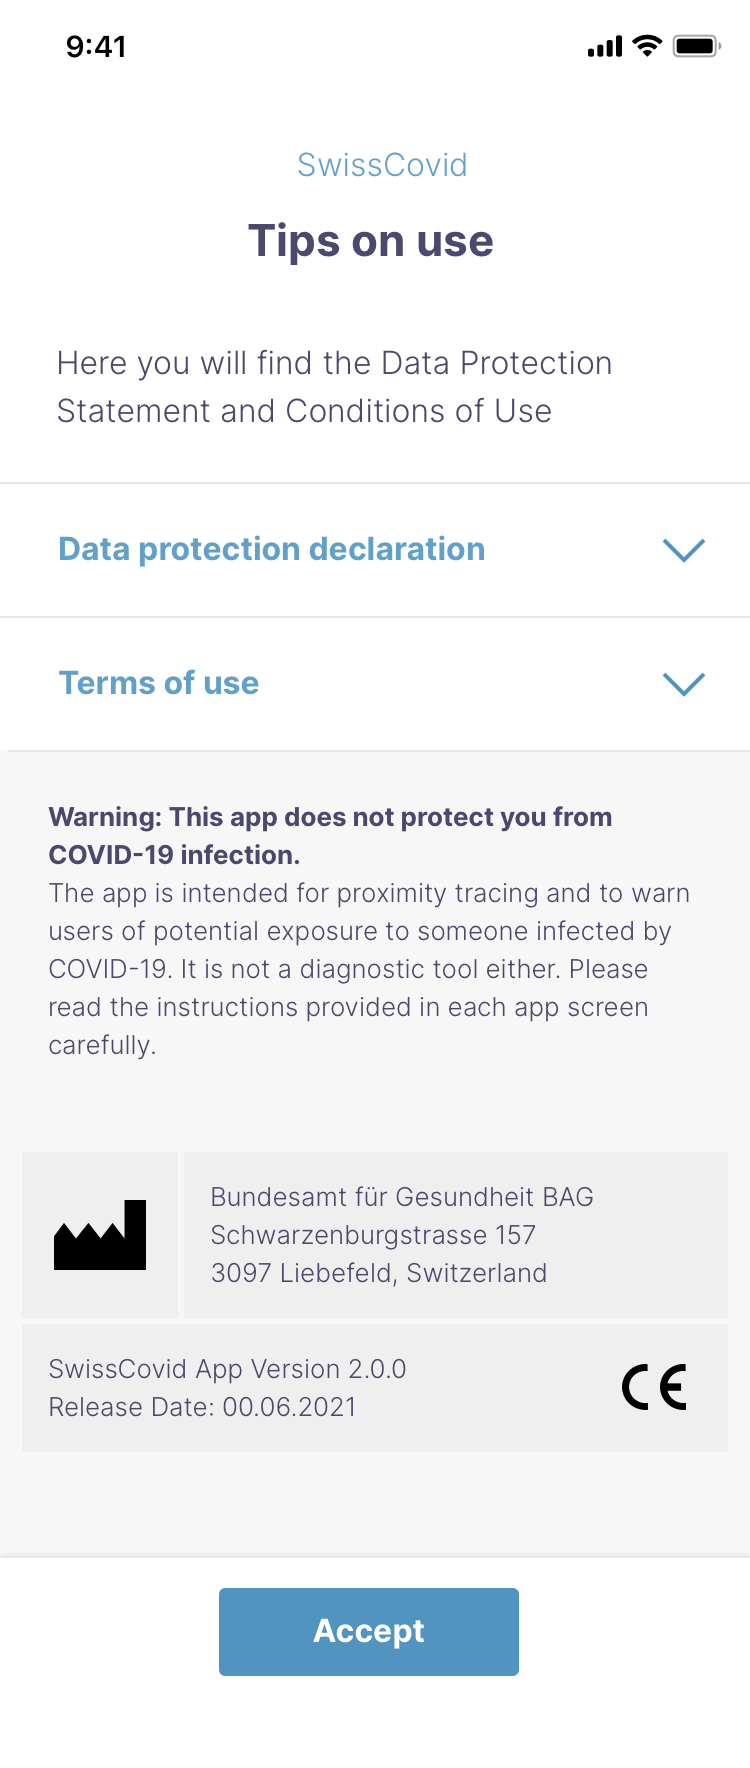 9:41
SwissCovid
Tips on use
Here you will find the Data Protection
Statement and Conditions of Use
Data protection declaration
Terms of use
Warning: This app does not protect you from
COVID-19 infection.
The app is intended for proximity tracing and to warn
users of potential exposure to someone infected by
COVID-19. It is not a diagnostic tool either. Please
read the instructions provided in each app screen
carefully.
Bundesamt für Gesundheit BAG
Schwarzenburgstrasse 157
3097 Liebefeld, Switzerland
SwissCovid App Version 2.0.0
Release Date: 00.06.2021
CE
Accept